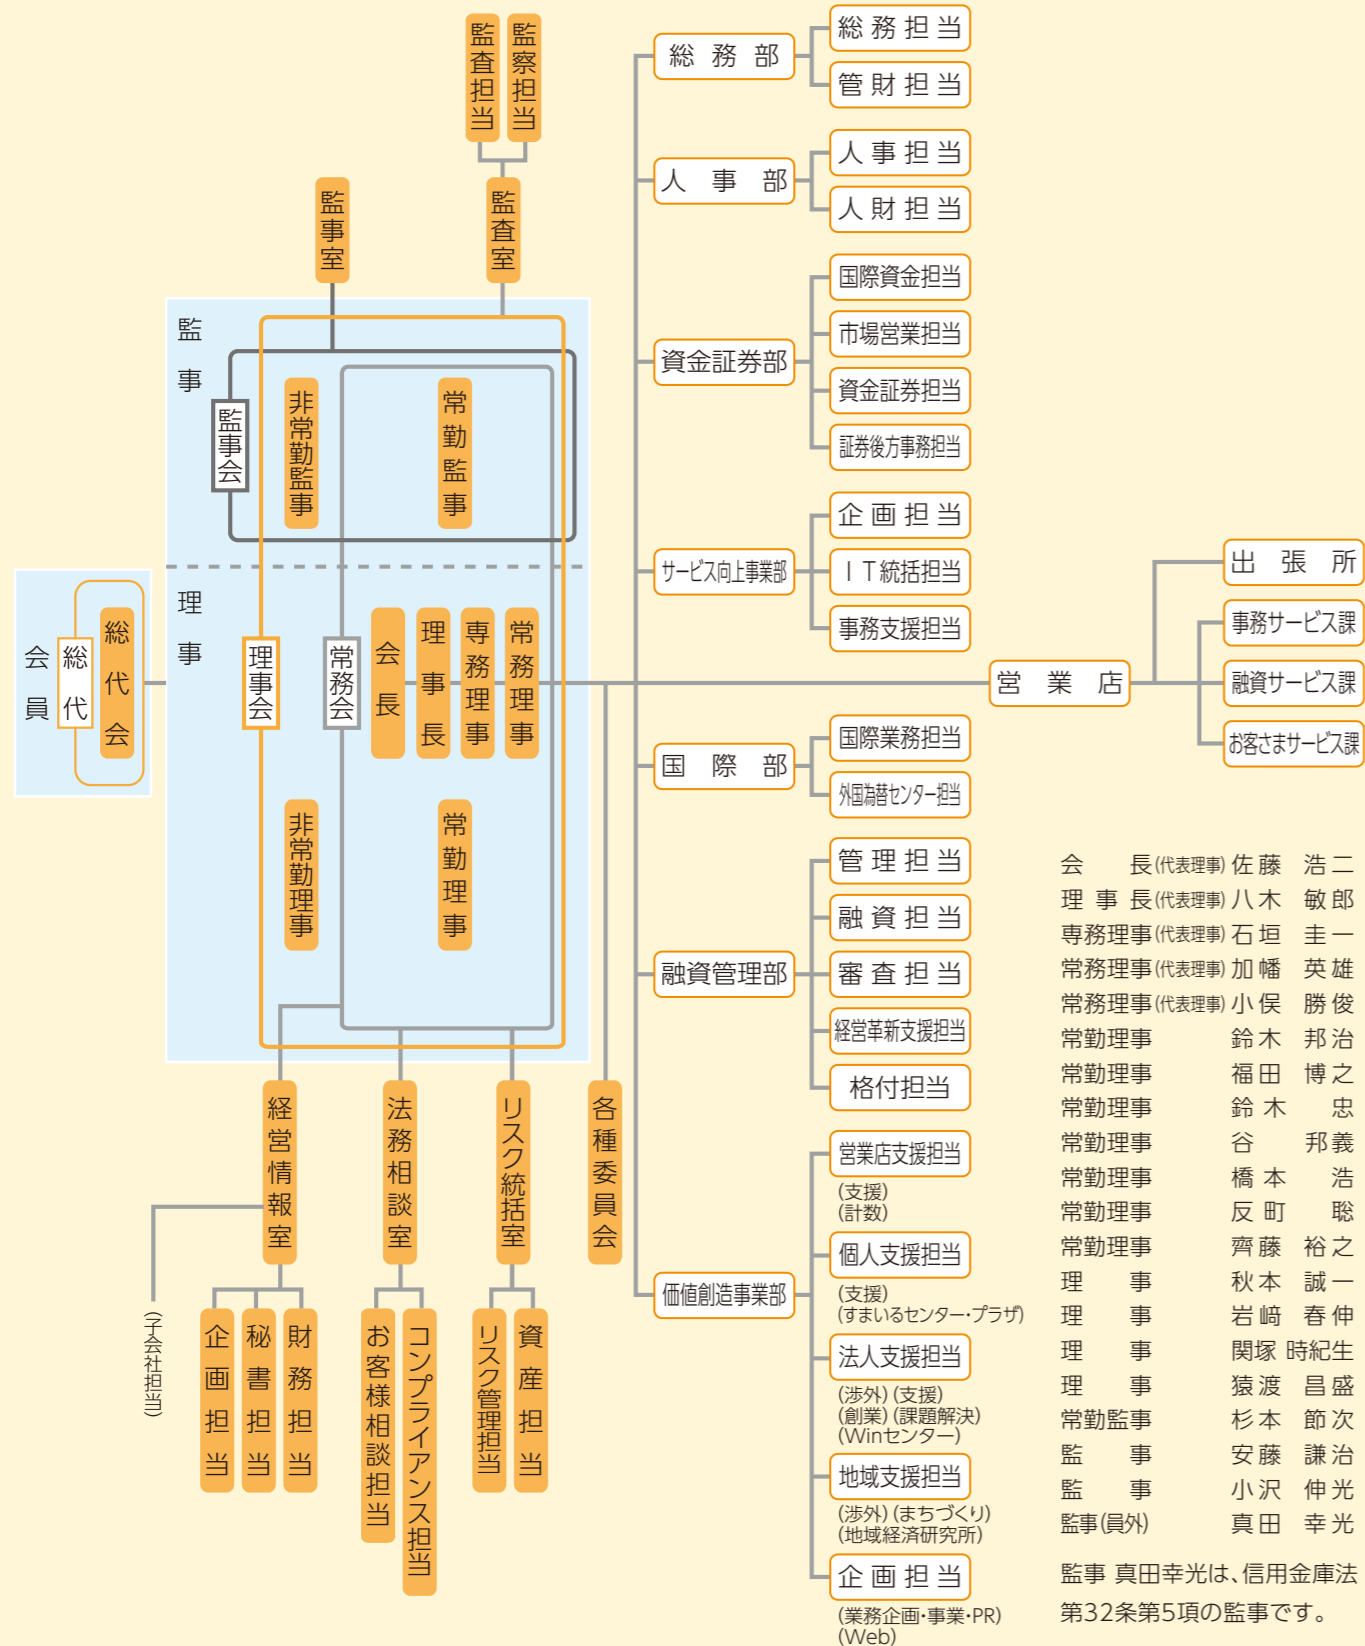 監査担当
監察担当
監事室
監査室
監事
監事会
非常勤監事
常勤監事
会員
総代
総代会
理事
理事会
常務会
会長
理事長
専務理事
常務理事
非常勤理事
常勤理事
経営情報室
法務相談室
リスク統括室
各種委員会
(子会社担当)
企画担当
秘書担当
財務担当
お客様相談担当
コンプライアンス担当
リスク管理担当
資産担当
総務部
総務担当
管財担当
人事部
人事担当
人財担当
資金証券部
国際資金担当
市場営業担当
資金証券担当
証券後方事務担当
サービス向上事業部
企画担当
IT統括担当
事務支援担当
営業店
出張所
事務サービス課
融資サービス課
お客さまサービス課
国際部
国際業務担当
外国為替センター担当
融資管理部
管理担当
融資担当
審査担当
経営革新支援担当
格付担当
価値創造事業部
営業店支援担当
(支援)
(計数)
個人支援担当
(支援)
(すまいるセンター・プラザ)
法人支援担当
(渉外)(支援)
(創業)(課題解決)
(Winセンター)
地域支援担当
(渉外)(まちづくり)
(地域経済研究所)
企画担当
(業務企画・事業・PR)
(Web)
会長(代表理事) 佐藤 浩二
理事長(代表理事) 八木 敏郎
専務理事(代表理事) 石垣 圭一
常務理事(代表理事) 加幡 英雄
常務理事(代表理事) 小俣 勝俊
常勤理事 鈴木 邦治
常勤理事 福田 博之
常勤理事 鈴木 忠
常勤理事 谷 邦義
常勤理事 橋本 浩
常勤理事 反町 聡
常勤理事 齊藤 裕之
理事 秋本 誠一
理事 岩﨑 春伸
理事 関塚 時紀生
理事 猿渡 昌盛
常勤監事 杉本 節次
監事 安藤 謙治
監事 小沢 伸光
監事(員外) 真田 幸光
監事 真田幸光は、信用金庫法
第32条第5項の監事です。